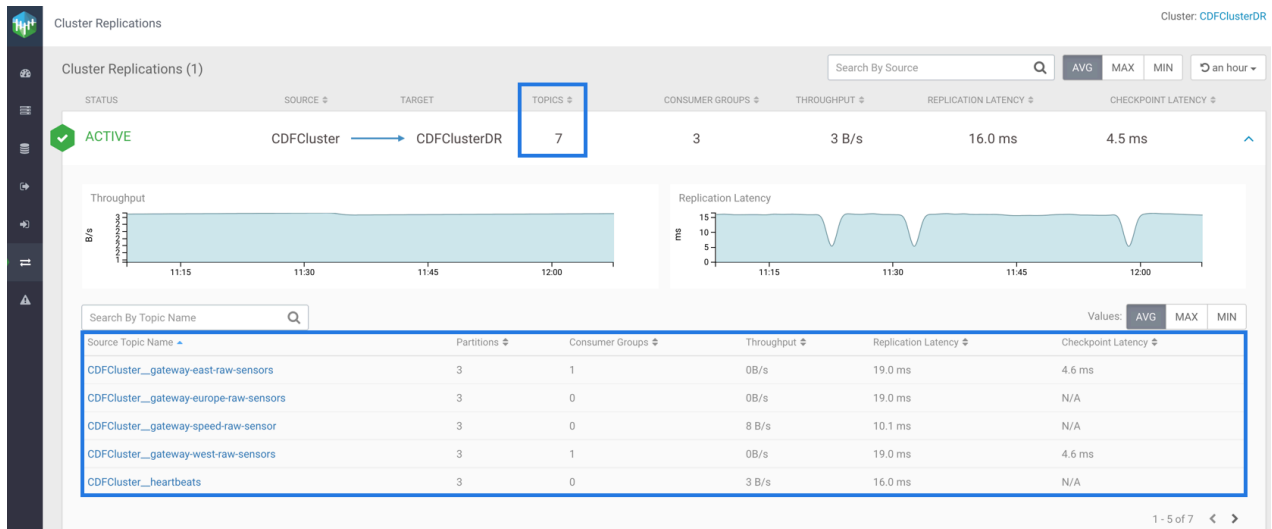 Cluster Replications
Cluster: CDFClusterDR
Cluster Replications (1)
Search By Source
AVG MAX MIN
an hour
STATUS SOURCE TARGET TOPICS CONSUMER GROUPS THROUGHPUT REPLICATION LATENCY CHECKPOINT LATENCY
ACTIVE CDFCluster CDFClusterDR 7 3 3 B/s 16.0 ms 4.5 ms
Throughput
B/s
3
2
2
2
2
2
1
11:15 11:30 11:45 12:00
Replication Latency
ms
15
10
5
0
11:15 11:30 11:45 12:00
Search By Topic Name
Values: AVG MAX MIN
Source Topic Name Partitions Consumer Groups Throughput Replication Latency Checkpoint Latency
CDFCluster__gateway-east-raw-sensors 3 1 0B/s 19.0 ms 4.6 ms
CDFCluster__gateway-europe-raw-sensors 3 0 0B/s 19.0 ms N/A
CDFCluster__gateway-speed-raw-sensor 3 0 8 B/s 10.1 ms N/A
CDFCluster__gateway-west-raw-sensors 3 1 0B/s 19.0 ms 4.6 ms
CDFCluster__heartbeats 3 0 3 B/s 16.0 ms N/A
1 - 5 of 7